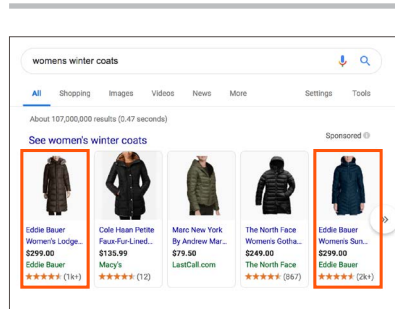 womens winter coats
All Shopping Images Videos News More Settings Tools
About 107,000,000 results (0.47 seconds)
See women's winter coats
Sponsored
Eddie Bauer
Women's Lodge...
$299.00
Eddie Bauer
(1k+)
Cole Haan Petite
Faux-Fur-Lined...
$135.99
Macy's
(12)
Marc New York
By Andrew Mar...
$79.50
LastCall.com
The North Face
Women's Gotha...
$249.00
The North Face
(867)
Eddie Bauer
Women's Sun...
$299.00
Eddie Bauer
(2k+)